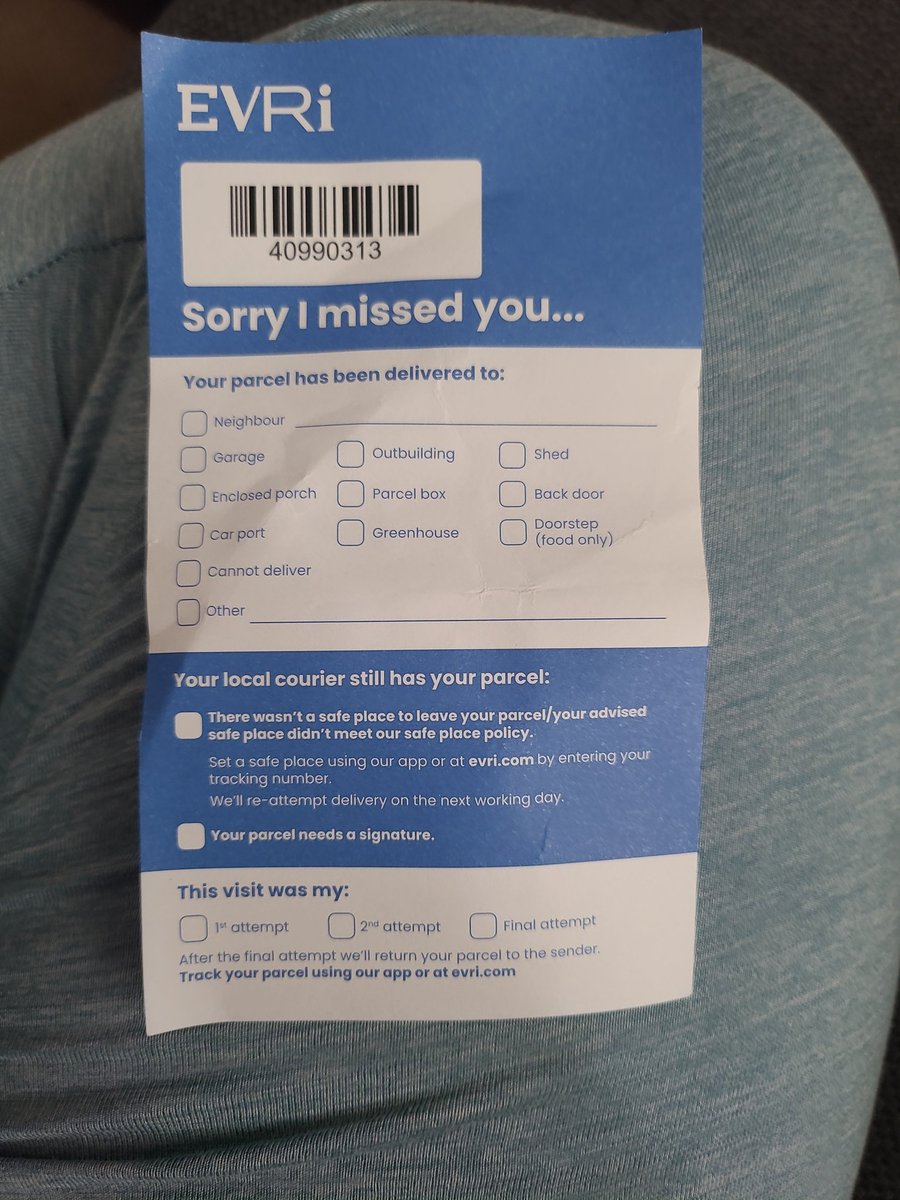 EVRi
40990313
Sorry I missed you...
Your parcel has been delivered to:
Neighbour
Garage Outbuilding Shed
Enclosed porch Parcel box Back door
Car port Greenhouse Doorstep
(food only)
Cannot deliver
Other
Your local courier still has your parcel:
There wasn't a safe place to leave your parcel/your advised
safe place didn't meet our safe place policy.
Set a safe place using our app or at evri.com by entering your
tracking number.
We'll re-attempt delivery on the next working day.
Your parcel needs a signature.
This visit was my:
1st attempt 2nd attempt Final attempt
After the final attempt we'll return your parcel to the sender.
Track your parcel using our app or at evri.com